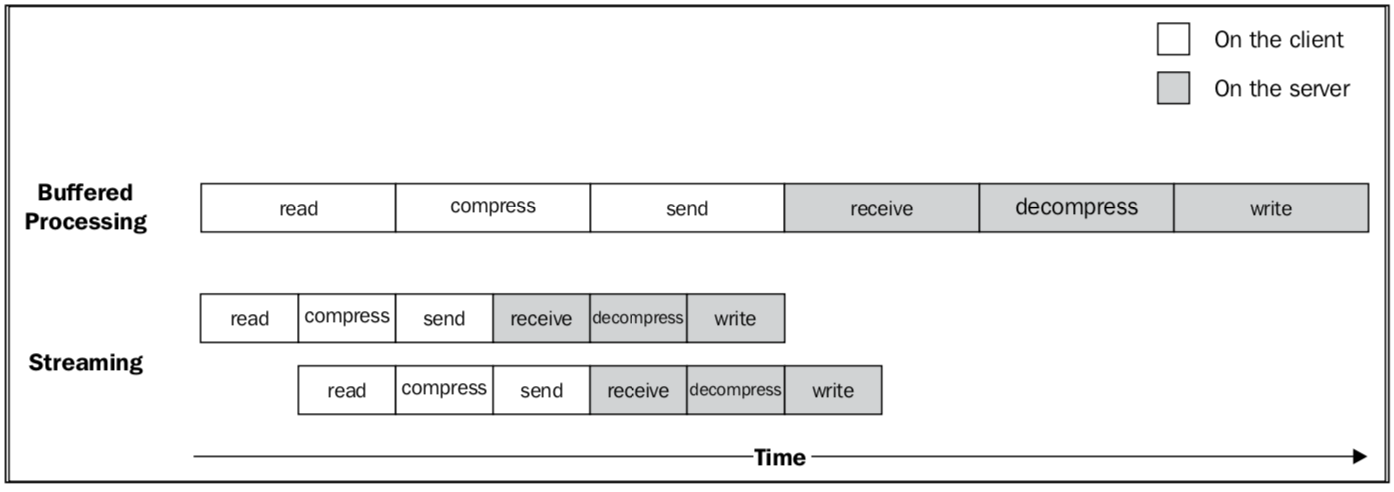 On the client
On the server
Buffered
Processing
read compress send receive decompress write
Streaming
read compress send receive decompress write
read compress send receive decompress write
Time